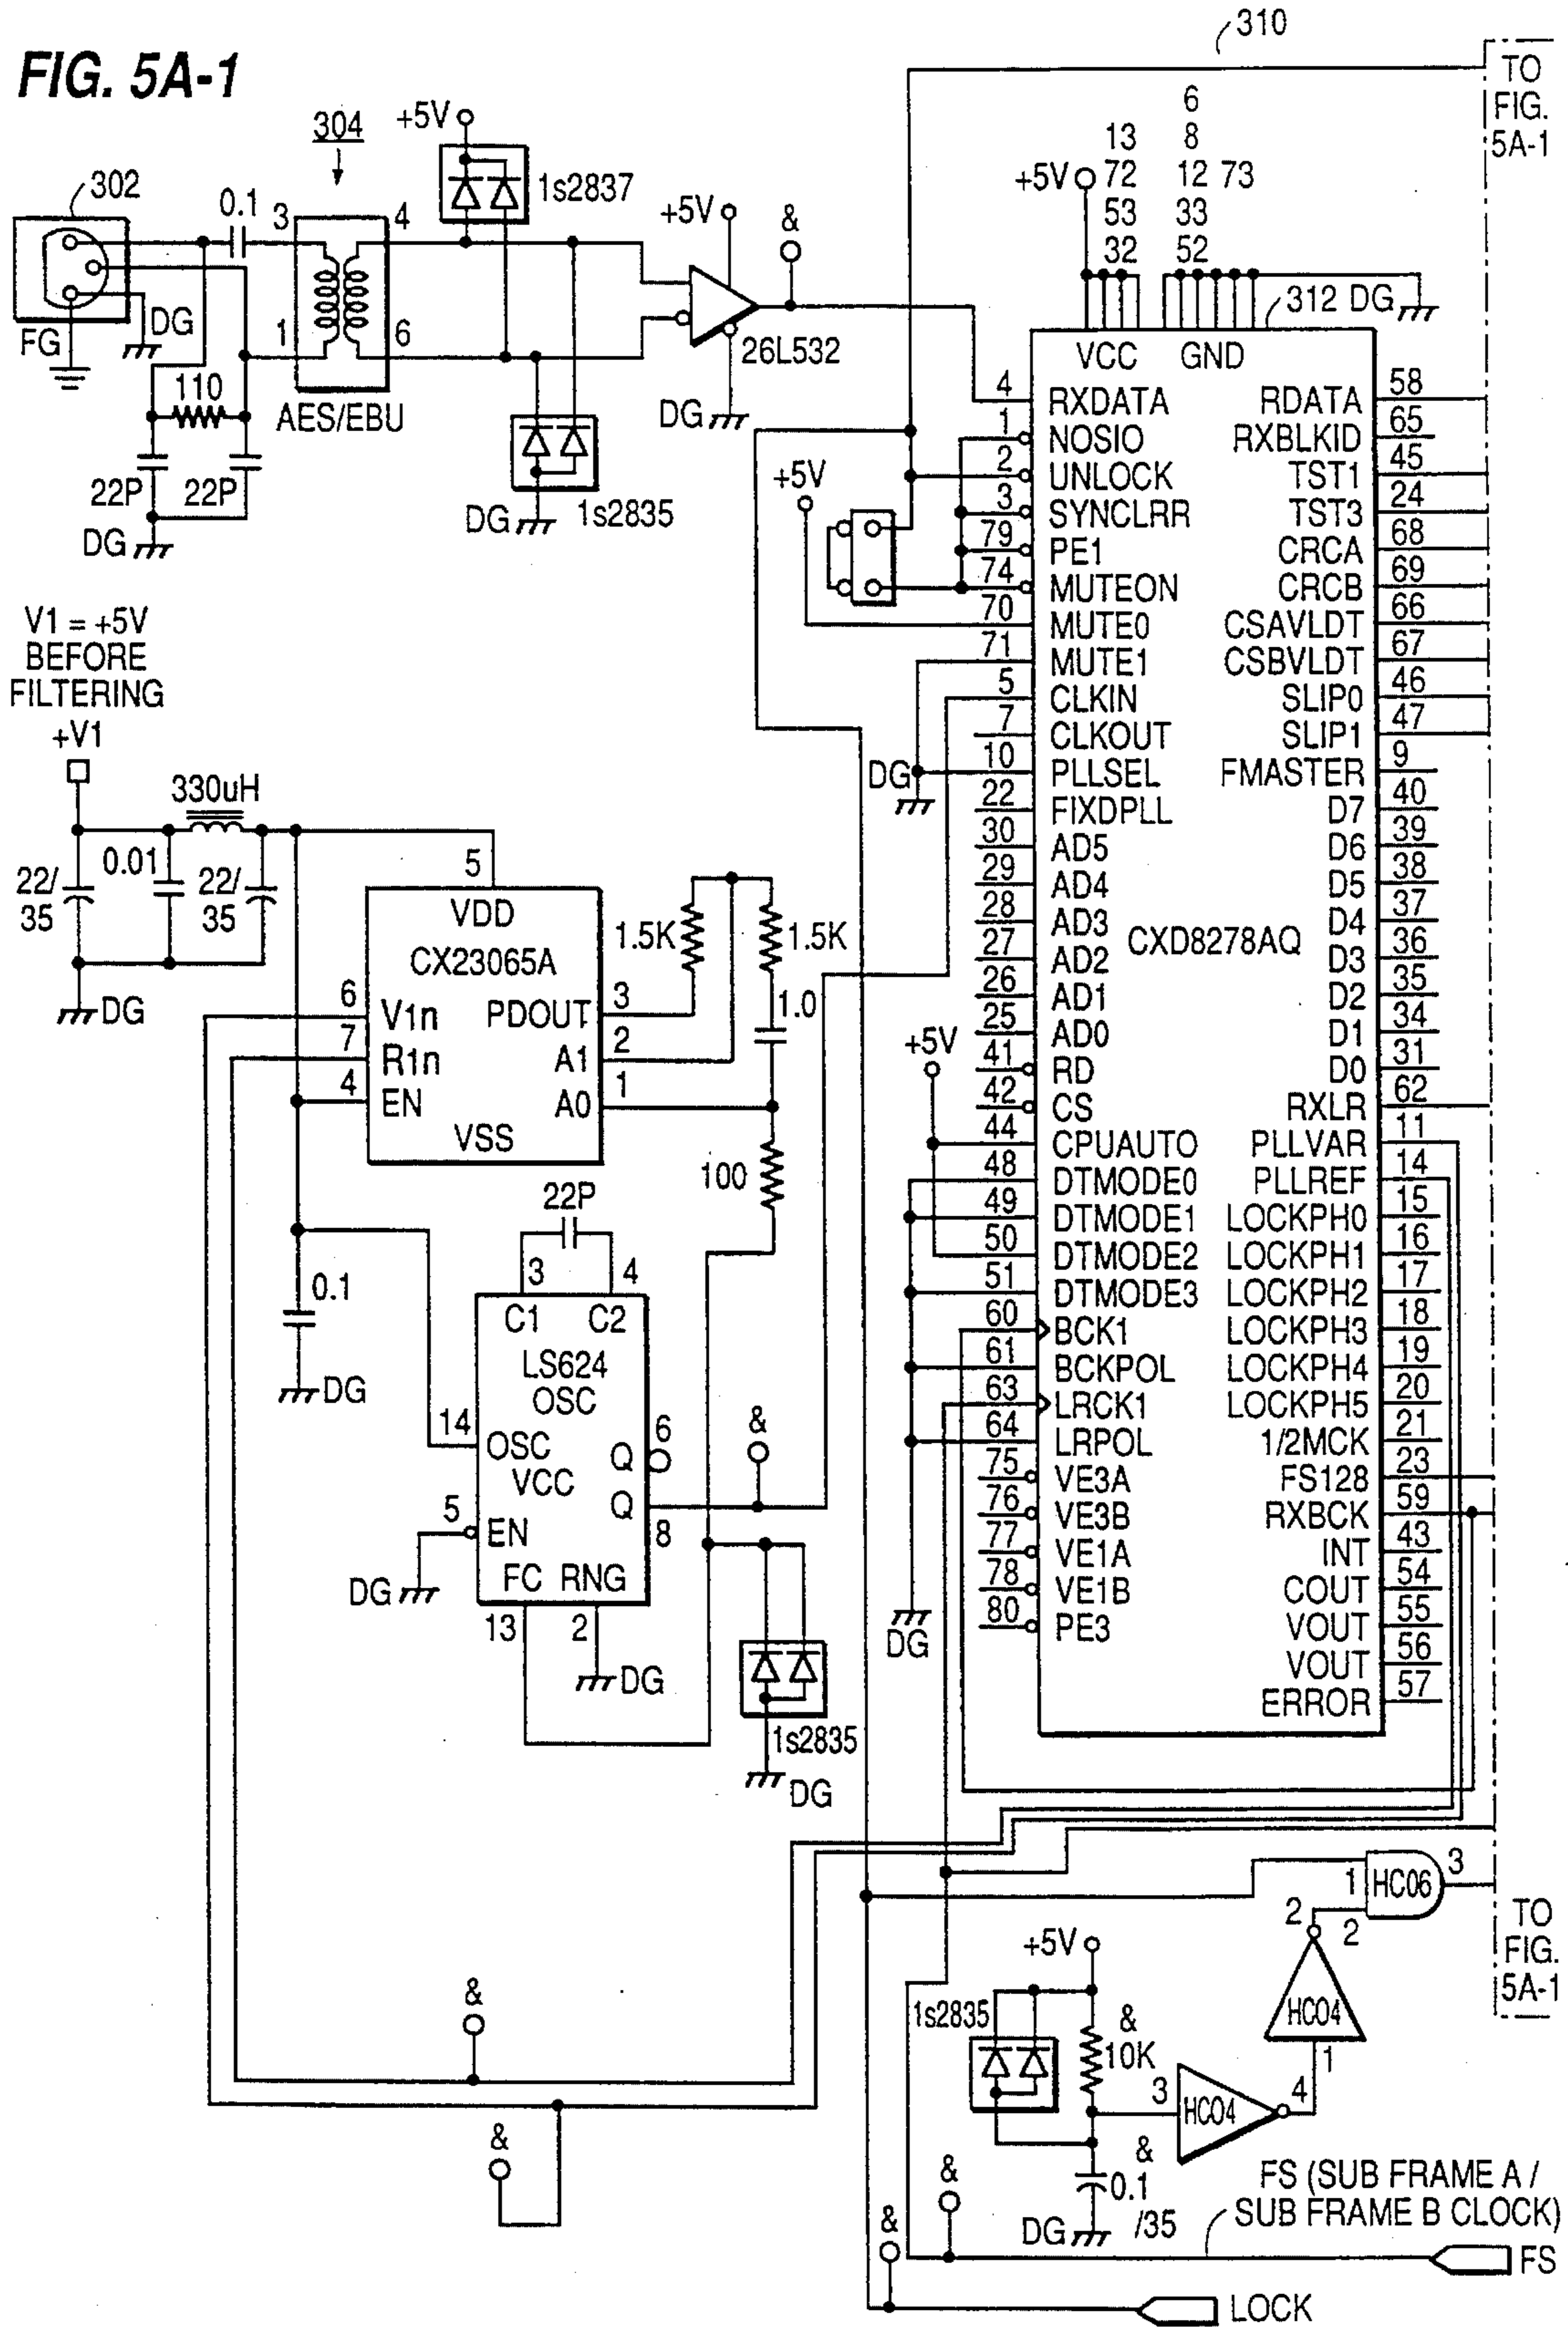 FIG. 5A-1
310
TO
FIG.
5A-1
304
+5V
1s2837
302
0.1
3
4
1
6
FG
DG
110
22P
22P
DG
AES/EBU
+5V
&
26L532
DG
DG
1s2835
+5V
13
72
53
32
6
8
12 73
33
52
312 DG
VCC
GND
4
RXDATA
1
NOSIO
2
UNLOCK
3
SYNCLRR
79
PE1
74
MUTEON
70
MUTE0
71
MUTE1
5
CLKIN
7
CLKOUT
10
PLLSEL
22
FIXDPLL
30
AD5
29
AD4
28
AD3
27
AD2
26
AD1
25
AD0
41
RD
42
CS
44
CPUAUTO
48
DTMODE0
49
DTMODE1
50
DTMODE2
51
DTMODE3
60
BCK1
61
BCKPOL
63
LRCK1
64
LRPOL
75
VE3A
76
VE3B
77
VE1A
78
VE1B
80
PE3
CXD8278AQ
RDATA
58
RXBLKID
65
TST1
45
TST3
24
CRCA
68
CRCB
69
CSAVLDT
66
CSBVLDT
67
SLIP0
46
SLIP1
47
FMASTER
9
D7
40
D6
39
D5
38
D4
37
D3
36
D2
35
D1
34
D0
31
RXLR
62
PLLVAR
11
PLLREF
14
LOCKPH0
15
LOCKPH1
16
LOCKPH2
17
LOCKPH3
18
LOCKPH4
19
LOCKPH5
20
1/2MCK
21
FS128
23
RXBCK
59
INT
43
COUT
54
VOUT
55
VOUT
56
ERROR
57
+5V
DG
+5V
DG
V1 = +5V
BEFORE
FILTERING
+V1
330uH
22/
35
0.01
22/
35
DG
5
VDD
CX23065A
6
V1n
7
R1n
4
EN
PDOUT
3
A1
2
A0
1
VSS
1.5K
1.5K
1.0
100
0.1
DG
22P
3
4
C1
C2
LS624
OSC
14
OSC
VCC
Q
6
Q
8
5
EN
FC RNG
13
2
DG
DG
&
1s2835
DG
&
&
HC06
1
2
3
TO
FIG.
5A-1
2
HC04
1
+5V
1s2835
&
10K
3
HC04
4
&
0.1
/35
DG
FS (SUB FRAME A /
SUB FRAME B CLOCK)
&
FS
&
LOCK